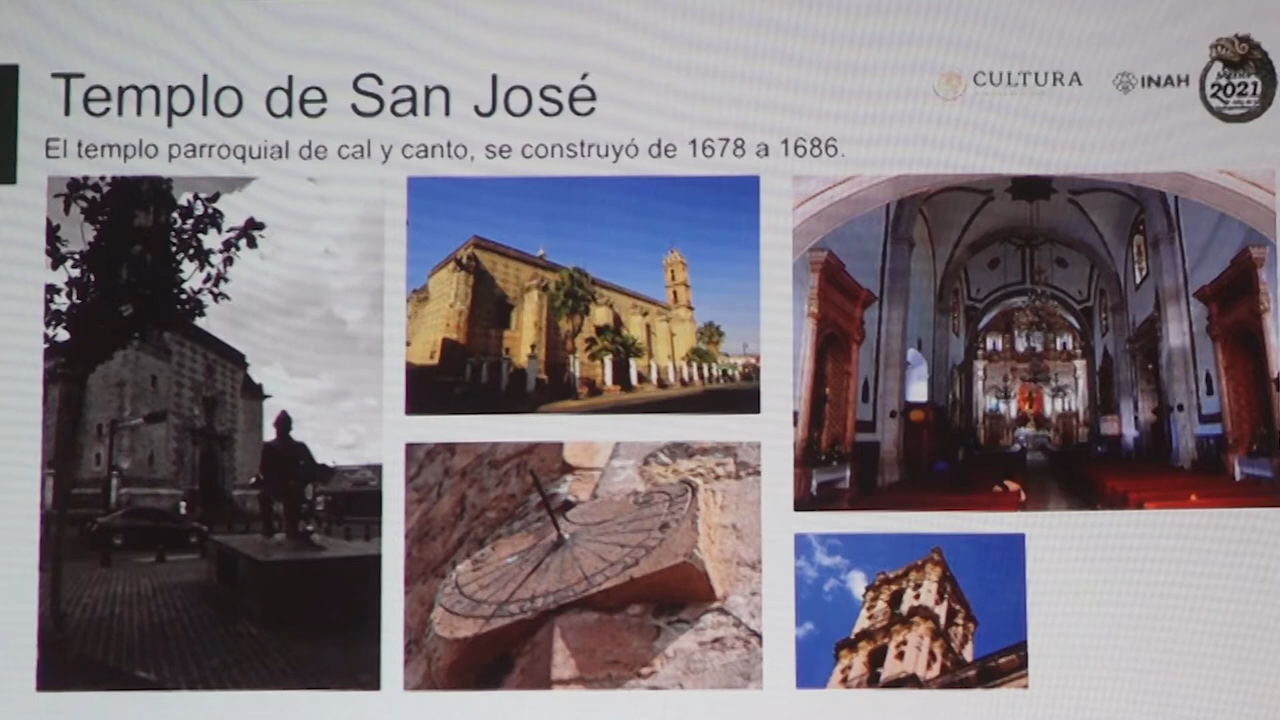 Templo de San José
El templo parroquial de cal y canto, se construyó de 1678 a 1686.
CULTURA
INAH
2021